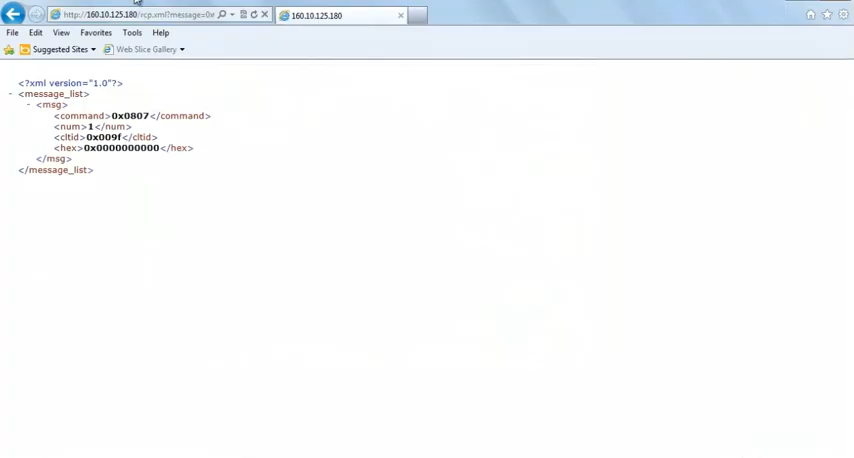 http://160.10.125.180/rcp.xml?message=0x
160.10.125.180
File Edit View Favorites Tools Help
Suggested Sites Web Slice Gallery
<?xml version="1.0"?>
- <message_list>
- <msg>
<command>0x0807</command>
<num>1</num>
<cltid>0x009f</cltid>
<hex>0x0000000000</hex>
</msg>
</message_list>